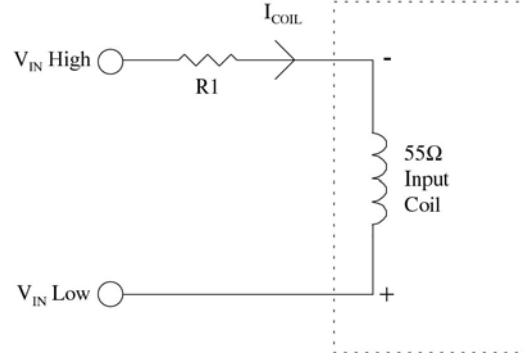 I_COIL
V_IN High
R1
-
55Ω
Input
Coil
V_IN Low
+